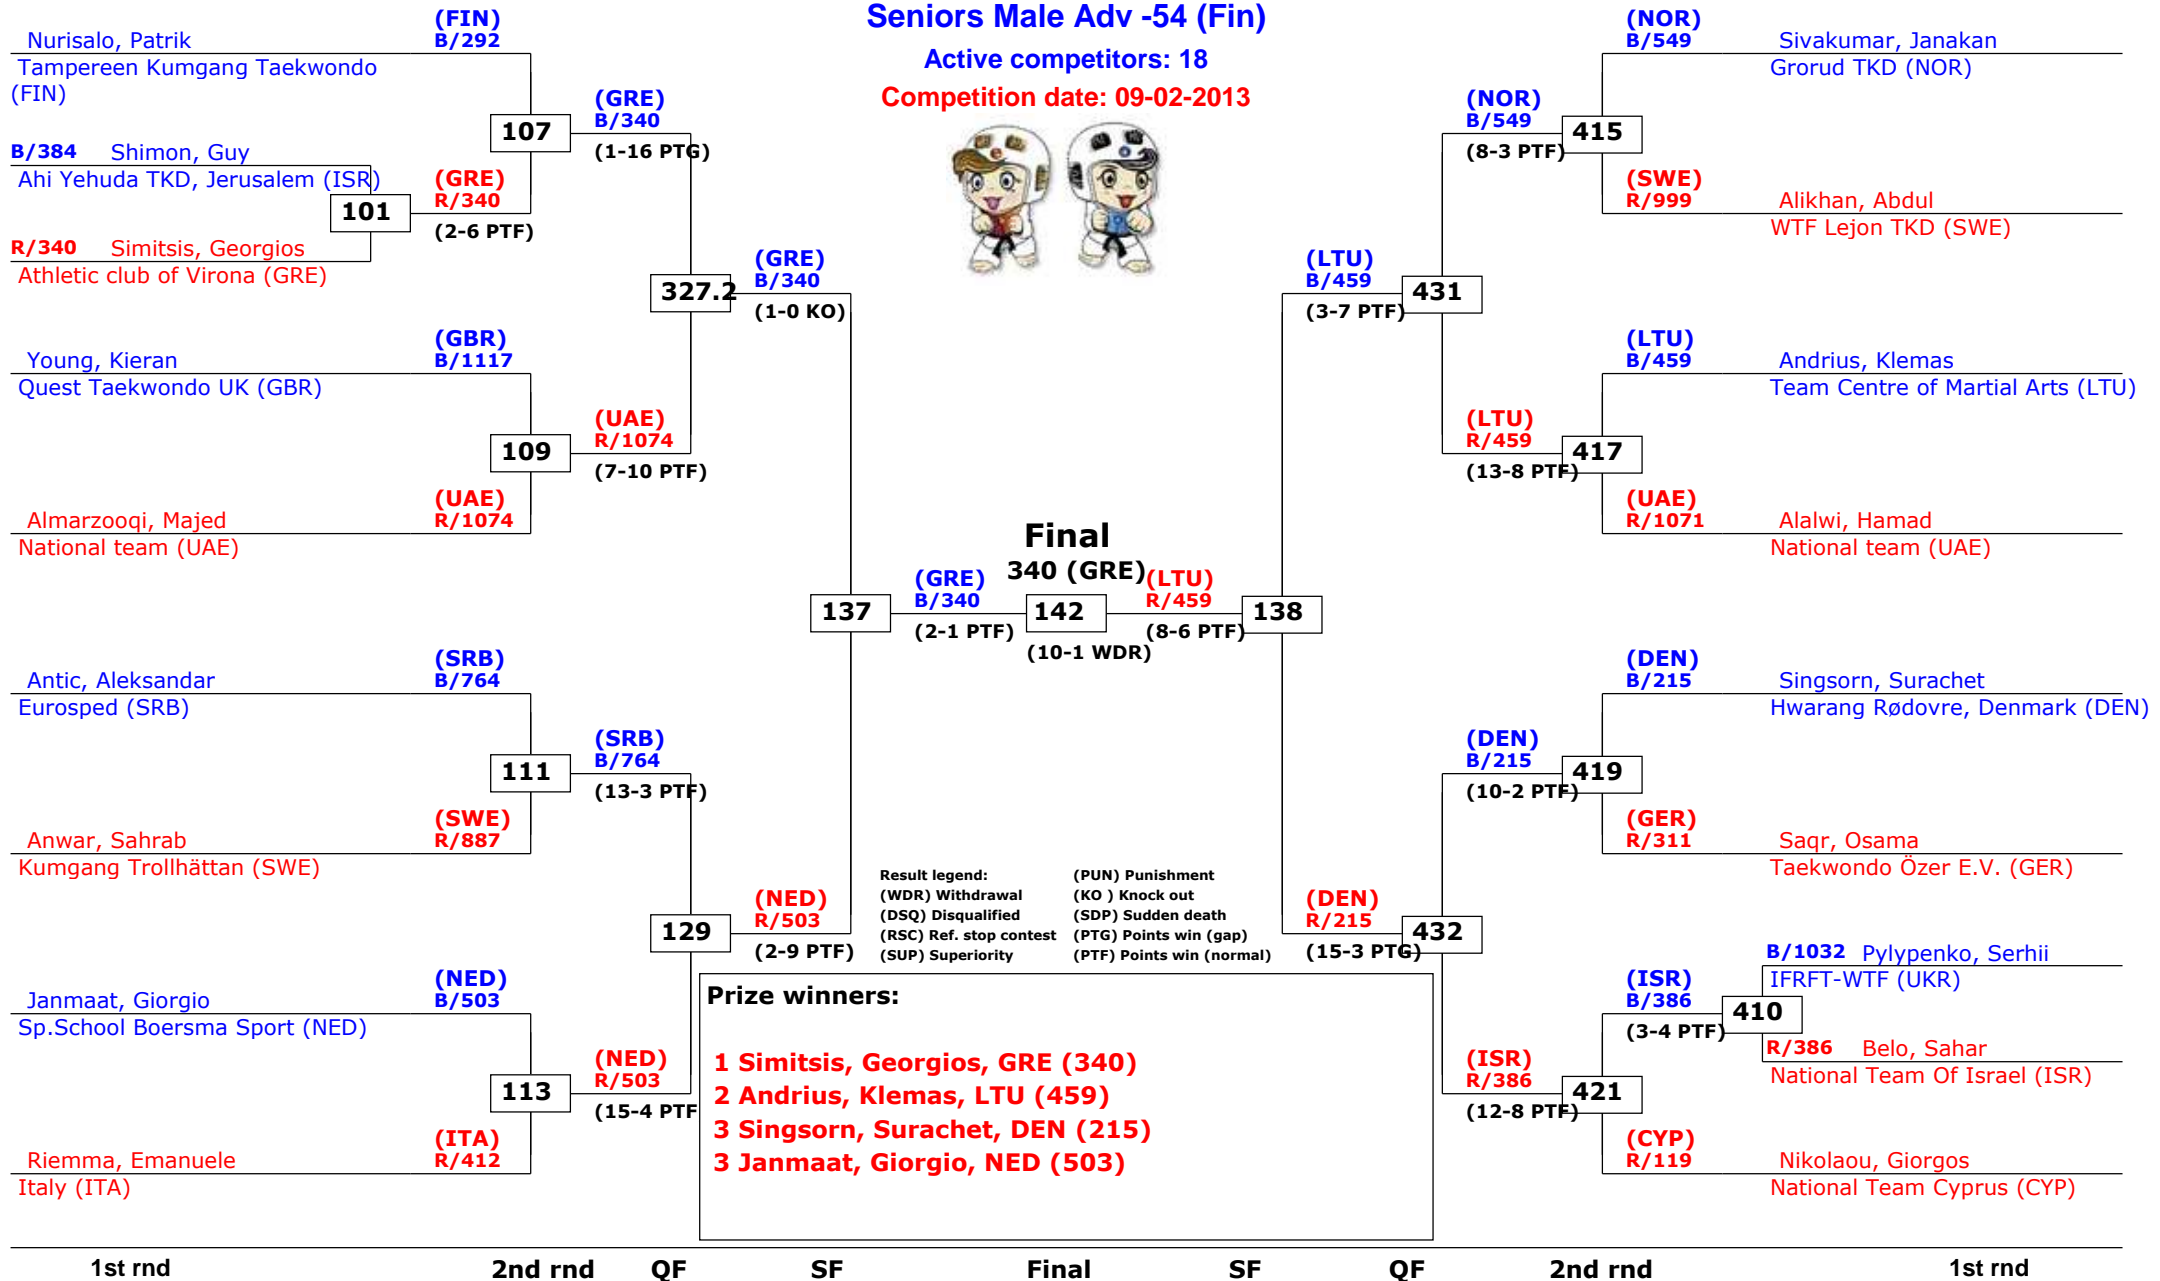 Seniors Male Adv -54 (Fin)
Active competitors: 18
Competition date: 09-02-2013
(FIN)
Nurisalo, Patrik B/292
Tampereen Kumgang Taekwondo
(FIN)
B/384 Shimon, Guy
Ahi Yehuda TKD, Jerusalem (ISR)
101
R/340 Simitsis, Georgios
Athletic club of Virona (GRE)
(GRE)
R/340
(2-6 PTF)
107
(GRE)
B/340
(1-16 PTG)
(GBR)
Young, Kieran B/1117
Quest Taekwondo UK (GBR)
109
(UAE)
Almarzooqi, Majed R/1074
National team (UAE)
(UAE)
R/1074
(7-10 PTF)
327.2
(GRE)
B/340
(1-0 KO)
(SRB)
Antic, Aleksandar B/764
Eurosped (SRB)
111
(SWE)
Anwar, Sahrab R/887
Kumgang Trollhättan (SWE)
(SRB)
B/764
(13-3 PTF)
(NED)
Janmaat, Giorgio B/503
Sp.School Boersma Sport (NED)
113
(ITA)
Riemma, Emanuele R/412
Italy (ITA)
(NED)
R/503
(15-4 PTF
129
(NED)
R/503
(2-9 PTF)
137
(GRE)
B/340
(2-1 PTF)
Final
340 (GRE)
142
(10-1 WDR)
(LTU)
R/459
(8-6 PTF)
138
(LTU)
B/459
(3-7 PTF)
431
(NOR)
B/549
(8-3 PTF)
415
(NOR)
B/549 Sivakumar, Janakan
Grorud TKD (NOR)
(SWE)
R/999 Alikhan, Abdul
WTF Lejon TKD (SWE)
(LTU)
R/459
(13-8 PTF)
417
(LTU)
B/459 Andrius, Klemas
Team Centre of Martial Arts (LTU)
(UAE)
R/1071 Alalwi, Hamad
National team (UAE)
(DEN)
R/215
(15-3 PTG)
432
(DEN)
B/215
(10-2 PTF)
419
(DEN)
B/215 Singsorn, Surachet
Hwarang Rødovre, Denmark (DEN)
(GER)
R/311 Saqr, Osama
Taekwondo Özer E.V. (GER)
(ISR)
R/386
(12-8 PTF)
421
(ISR)
B/386
(3-4 PTF)
410
B/1032 Pylypenko, Serhii
IFRFT-WTF (UKR)
R/386 Belo, Sahar
National Team Of Israel (ISR)
(CYP)
R/119 Nikolaou, Giorgos
National Team Cyprus (CYP)
Result legend: (PUN) Punishment
(WDR) Withdrawal (KO ) Knock out
(DSQ) Disqualified (SDP) Sudden death
(RSC) Ref. stop contest (PTG) Points win (gap)
(SUP) Superiority (PTF) Points win (normal)
Prize winners:
1 Simitsis, Georgios, GRE (340)
2 Andrius, Klemas, LTU (459)
3 Singsorn, Surachet, DEN (215)
3 Janmaat, Giorgio, NED (503)
1st rnd 2nd rnd QF SF Final SF QF 2nd rnd 1st rnd